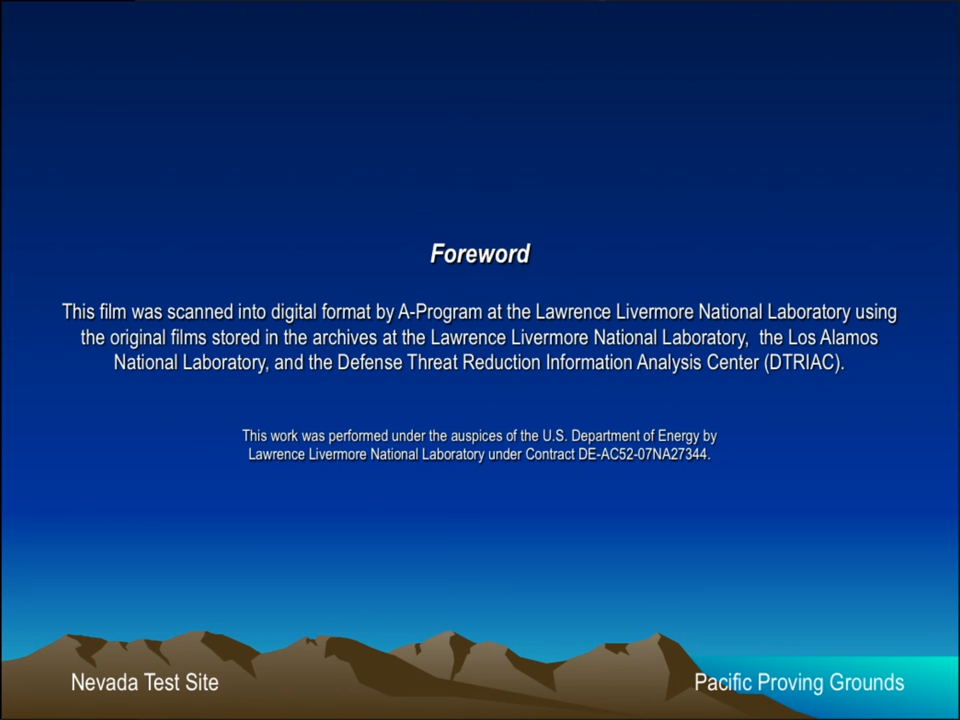 Foreword
This film was scanned into digital format by A-Program at the Lawrence Livermore National Laboratory using
the original films stored in the archives at the Lawrence Livermore National Laboratory, the Los Alamos
National Laboratory, and the Defense Threat Reduction Information Analysis Center (DTRIAC).
This work was performed under the auspices of the U.S. Department of Energy by
Lawrence Livermore National Laboratory under Contract DE-AC52-07NA27344.
Nevada Test Site
Pacific Proving Grounds